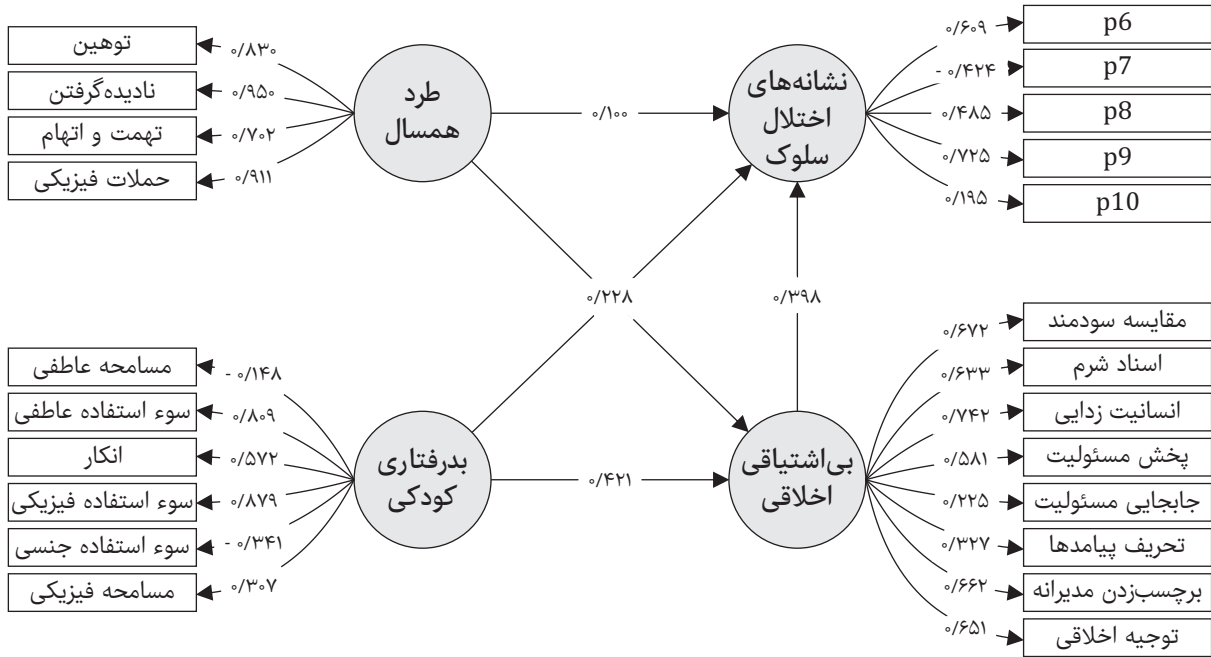 توهین
نادیده‌گرفتن
تهمت و اتهام
حملات فیزیکی
۰/۸۳۰
۰/۹۵۰
۰/۷۰۲
۰/۹۱۱
طرد
همسال
۰/۱۰۰
نشانه‌های
اختلال
سلوک
۰/۶۰۹
- ۰/۴۲۴
۰/۴۸۵
۰/۷۲۵
۰/۱۹۵
p6
p7
p8
p9
p10
۰/۲۲۸
۰/۳۹۸
مسامحه عاطفی
سوء استفاده عاطفی
انکار
سوء استفاده فیزیکی
سوء استفاده جنسی
مسامحه فیزیکی
- ۰/۱۴۸
۰/۸۰۹
۰/۵۷۲
۰/۸۷۹
- ۰/۳۴۱
۰/۳۰۷
بدرفتاری
کودکی
۰/۴۲۱
بی‌اشتیاقی
اخلاقی
۰/۶۷۲
۰/۶۳۳
۰/۷۴۲
۰/۵۸۱
۰/۲۲۵
۰/۳۲۷
۰/۶۶۲
۰/۶۵۱
مقایسه سودمند
اسناد شرم
انسانیت زدایی
پخش مسئولیت
جابجایی مسئولیت
تحریف پیامدها
برچسب‌زدن مدیرانه
توجیه اخلاقی